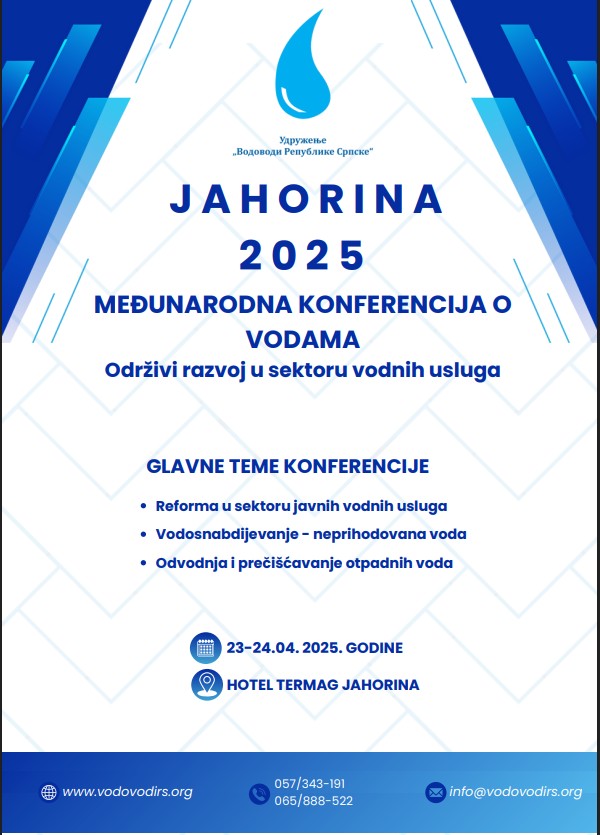 Удружење
„Водоводи Републике Српске“
JAHORINA
2025
MEĐUNARODNA KONFERENCIJA O
VODAMA
Održivi razvoj u sektoru vodnih usluga
GLAVNE TEME KONFERENCIJE
• Reforma u sektoru javnih vodnih usluga
• Vodosnabdijevanje - neprihodovana voda
• Odvodnja i prečišćavanje otpadnih voda
23-24.04. 2025. GODINE
HOTEL TERMAG JAHORINA
www.vodovodirs.org
057/343-191
065/888-522
info@vodovodirs.org